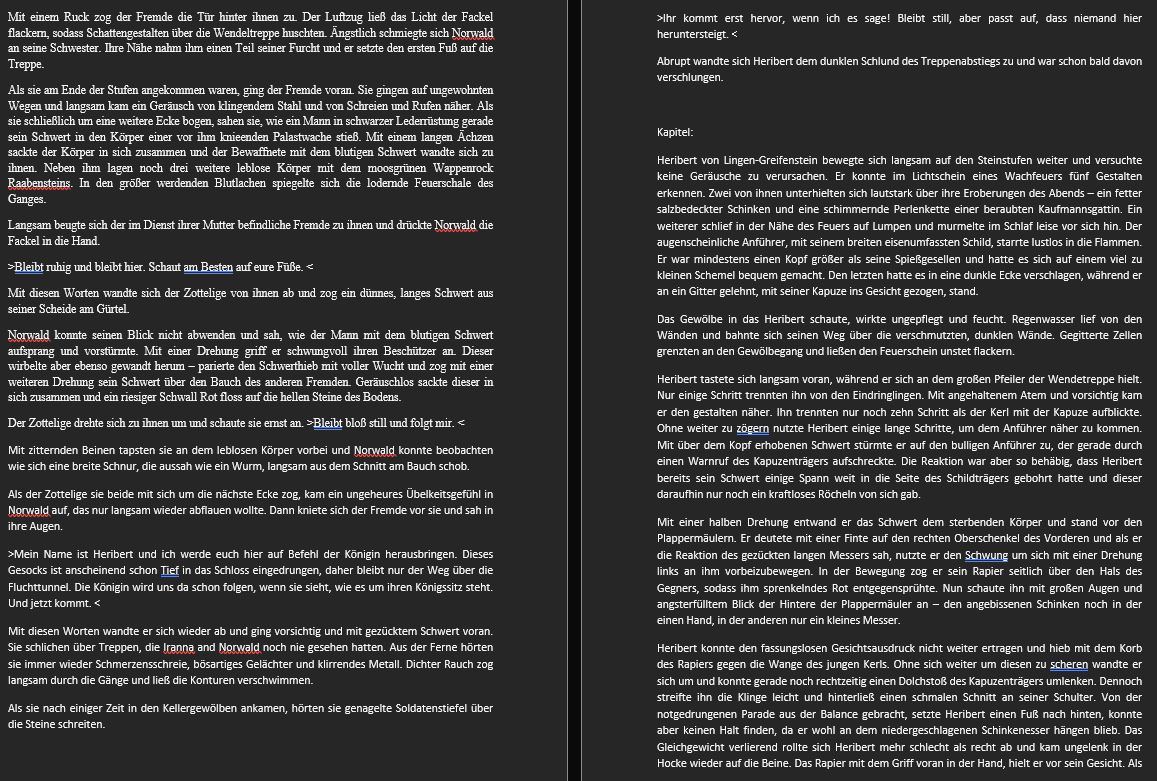 Mit einem Ruck zog der Fremde die Tür hinter ihnen zu. Der Luftzug ließ das Licht der Fackel
flackern, sodass Schattengestalten über die Wendeltreppe huschten. Ängstlich schmiegte sich Norwald
an seine Schwester. Ihre Nähe nahm ihm einen Teil seiner Furcht und er setzte den ersten Fuß auf die
Treppe.
Als sie am Ende der Stufen angekommen waren, ging der Fremde voran. Sie gingen auf ungewohnten
Wegen und langsam kam ein Geräusch von klingendem Stahl und von Schreien und Rufen näher. Als
sie schließlich um eine weitere Ecke bogen, sahen sie, wie ein Mann in schwarzer Lederrüstung gerade
sein Schwert in den Körper einer vor ihm knieenden Palastwache stieß. Mit einem langen Ächzen
sackte der Körper in sich zusammen und der Bewaffnete mit dem blutigen Schwert wandte sich zu
ihnen. Neben ihm lagen noch drei weitere leblose Körper mit dem moosgrünen Wappenrock
Raabensteins. In den größer werdenden Blutlachen spiegelte sich die lodernde Feuerschale des
Ganges.
Langsam beugte sich der im Dienst ihrer Mutter befindliche Fremde zu ihnen und drückte Norwald die
Fackel in die Hand.
>Bleibt ruhig und bleibt hier. Schaut am Besten auf eure Füße. <
Mit diesen Worten wandte sich der Zottelige von ihnen ab und zog ein dünnes, langes Schwert aus
seiner Scheide am Gürtel.
Norwald konnte seinen Blick nicht abwenden und sah, wie der Mann mit dem blutigen Schwert
aufsprang und vorstürmte. Mit einer Drehung griff er schwungvoll ihren Beschützer an. Dieser
wirbelte aber ebenso gewandt herum – parierte den Schwerthieb mit voller Wucht und zog mit einer
weiteren Drehung sein Schwert über den Bauch des anderen Fremden. Geräuschlos sackte dieser in
sich zusammen und ein riesiger Schwall Rot floss auf die hellen Steine des Bodens.
Der Zottelige drehte sich zu ihnen um und schaute sie ernst an. >Bleibt bloß still und folgt mir. <
Mit zitternden Beinen tapsten sie an dem leblosen Körper vorbei und Norwald konnte beobachten
wie sich eine breite Schnur, die aussah wie ein Wurm, langsam aus dem Schnitt am Bauch schob.
Als der Zottelige sie beide mit sich um die nächste Ecke zog, kam ein ungeheures Übelkeitsgefühl in
Norwald auf, das nur langsam wieder abflauen wollte. Dann kniete sich der Fremde vor sie und sah in
ihre Augen.
>Mein Name ist Heribert und ich werde euch hier auf Befehl der Königin herausbringen. Dieses
Gesocks ist anscheinend schon Tief in das Schloss eingedrungen, daher bleibt nur der Weg über die
Fluchttunnel. Die Königin wird uns da schon folgen, wenn sie sieht, wie es um ihren Königssitz steht.
Und jetzt kommt. <
Mit diesen Worten wandte er sich wieder ab und ging vorsichtig und mit gezücktem Schwert voran.
Sie schlichen über Treppen, die Iranna and Norwald noch nie gesehen hatten. Aus der Ferne hörten
sie immer wieder Schmerzensschreie, bösartiges Gelächter und klirrendes Metall. Dichter Rauch zog
langsam durch die Gänge und ließ die Konturen verschwimmen.
Als sie nach einiger Zeit in den Kellergewölben ankamen, hörten sie genagelte Soldatenstiefel über
die Steine schreiten.
>Ihr kommt erst hervor, wenn ich es sage! Bleibt still, aber passt auf, dass niemand hier
heruntersteigt. <
Abrupt wandte sich Heribert dem dunklen Schlund des Treppenabstiegs zu und war schon bald davon
verschlungen.
Kapitel:
Heribert von Lingen-Greifenstein bewegte sich langsam auf den Steinstufen weiter und versuchte
keine Geräusche zu verursachen. Er konnte im Lichtschein eines Wachfeuers fünf Gestalten
erkennen. Zwei von ihnen unterhielten sich lautstark über ihre Eroberungen des Abends – ein fetter
salzbedeckter Schinken und eine schimmernde Perlenkette einer beraubten Kaufmannsgattin. Ein
weiterer schlief in der Nähe des Feuers auf Lumpen und murmelte im Schlaf leise vor sich hin. Der
augenscheinliche Anführer, mit seinem breiten eisenumfassten Schild, starrte lustlos in die Flammen.
Er war mindestens einen Kopf größer als seine Spießgesellen und hatte es sich auf einem viel zu
kleinen Schemel bequem gemacht. Den letzten hatte es in eine dunkle Ecke verschlagen, während er
an ein Gitter gelehnt, mit seiner Kapuze ins Gesicht gezogen, stand.
Das Gewölbe in das Heribert schaute, wirkte ungepflegt und feucht. Regenwasser lief von den
Wänden und bahnte sich seinen Weg über die verschmutzten, dunklen Wände. Gegitterte Zellen
grenzten an den Gewölbegang und ließen den Feuerschein unstet flackern.
Heribert tastete sich langsam voran, während er sich an dem großen Pfeiler der Wendetreppe hielt.
Nur einige Schritt trennten ihn von den Eindringlingen. Mit angehaltenem Atem und vorsichtig kam
er den gestalten näher. Ihn trennten nur noch zehn Schritt als der Kerl mit der Kapuze aufblickte.
Ohne weiter zu zögern nutzte Heribert einige lange Schritte, um dem Anführer näher zu kommen.
Mit über dem Kopf erhobenen Schwert stürmte er auf den bulligen Anführer zu, der gerade durch
einen Warnruf des Kapuzenträgers aufschreckte. Die Reaktion war aber so behäbig, dass Heribert
bereits sein Schwert einige Spann weit in die Seite des Schildträgers gebohrt hatte und dieser
daraufhin nur noch ein kraftloses Röcheln von sich gab.
Mit einer halben Drehung entwand er das Schwert dem sterbenden Körper und stand vor den
Plappermäulern. Er deutete mit einer Finte auf den rechten Oberschenkel des Vorderen und als er
die Reaktion des gezückten langen Messers sah, nutzte er den Schwung um sich mit einer Drehung
links an ihm vorbeizubewegen. In der Bewegung zog er sein Rapier seitlich über den Hals des
Gegners, sodass ihm sprenkelndes Rot entgegensprühte. Nun schaute ihn mit großen Augen und
angsterfülltem Blick der Hintere der Plappermäuler an – den angebissenen Schinken noch in der
einen Hand, in der anderen nur ein kleines Messer.
Heribert konnte den fassungslosen Gesichtsausdruck nicht weiter ertragen und hieb mit dem Korb
des Rapiers gegen die Wange des jungen Kerls. Ohne sich weiter um diesen zu scheren wandte er
sich um und konnte gerade noch rechtzeitig einen Dolchstoß des Kapuzenträgers umlenken. Dennoch
streifte ihn die Klinge leicht und hinterließ einen schmalen Schnitt an seiner Schulter. Von der
notgedrungenen Parade aus der Balance gebracht, setzte Heribert einen Fuß nach hinten, konnte
aber keinen Halt finden, da er wohl an dem niedergeschlagenen Schinkenesser hängen blieb. Das
Gleichgewicht verlierend rollte sich Heribert mehr schlecht als recht ab und kam ungelenk in der
Hocke wieder auf die Beine. Das Rapier mit dem Griff voran in der Hand, hielt er vor sein Gesicht. Als